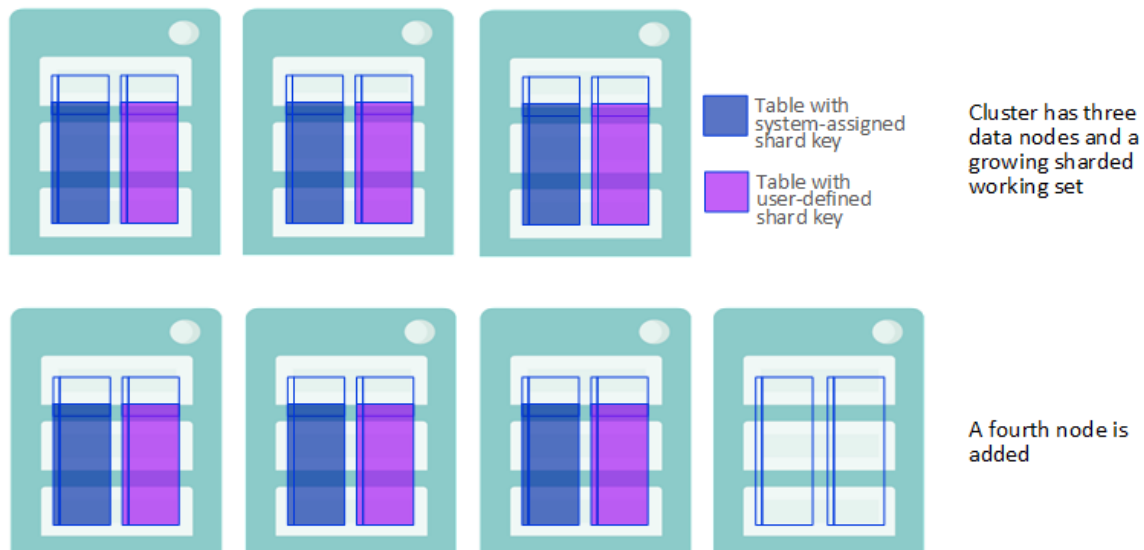 Table with
system-assigned
shard key
Table with
user-defined
shard key
Cluster has three
data nodes and a
growing sharded
working set
A fourth node is
added